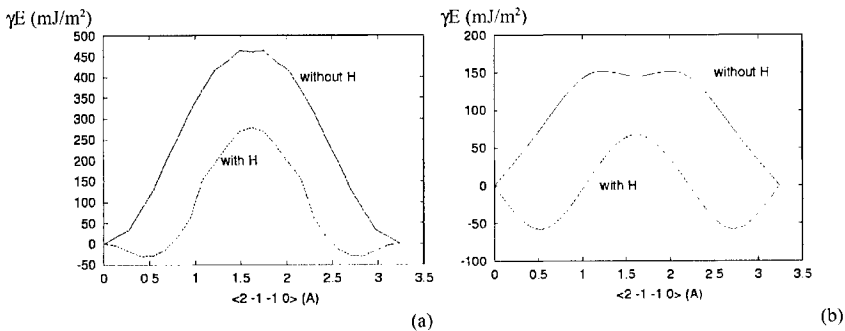 γE (mJ/m²)
500
450
400
350
300
250
200
150
100
50
0
-50
without H
with H
0 0.5 1 1.5 2 2.5 3 3.5
<2 -1 -1 0> (A)
(a)
γE (mJ/m²)
200
150
100
50
0
-50
-100
without H
with H
0 0.5 1 1.5 2 2 5 3 3.5
<2 -1 -1 0> (A)
(b)